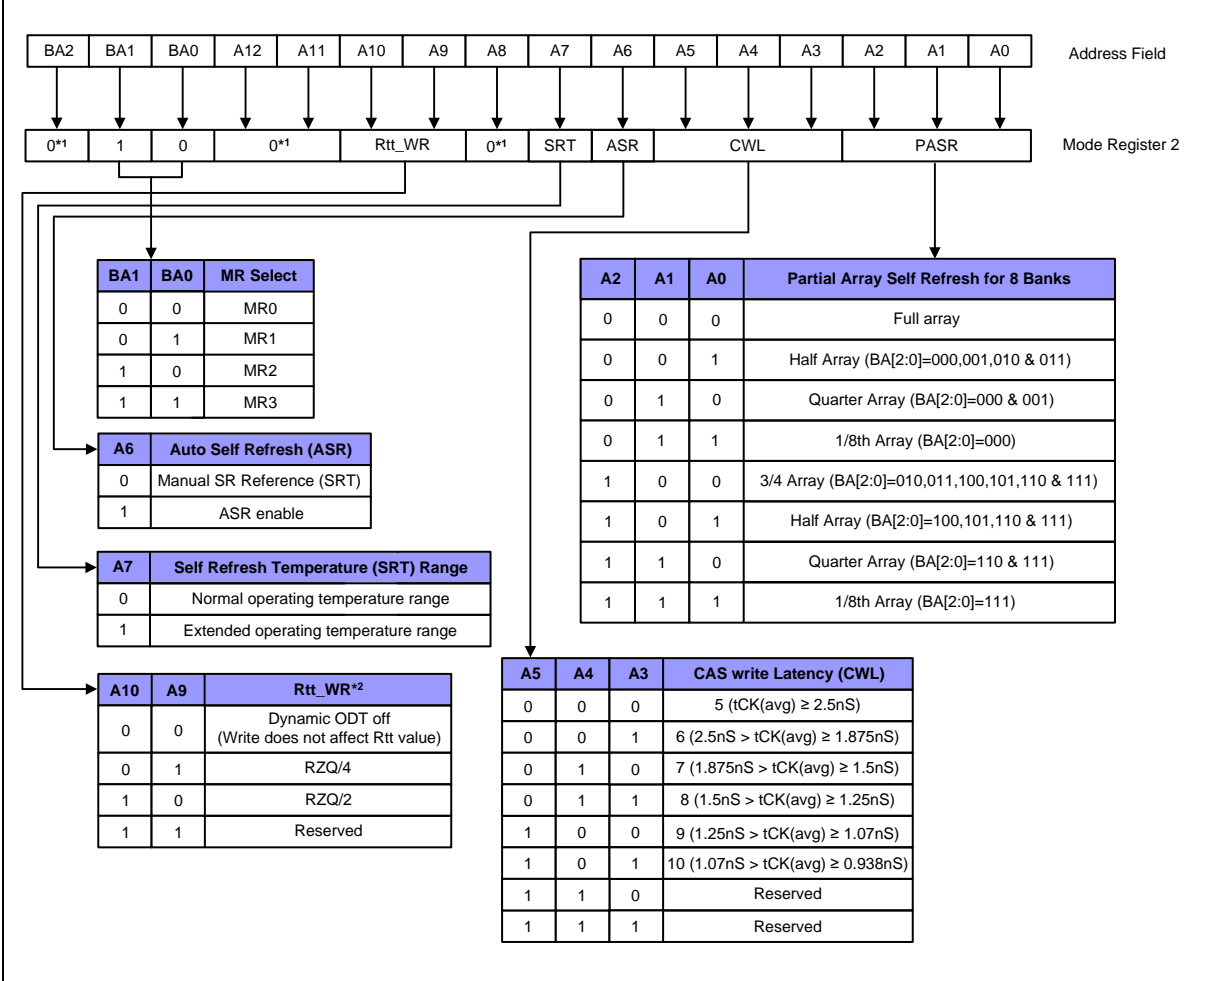 BA2 BA1 BA0 A12 A11 A10 A9 A8 A7 A6 A5 A4 A3 A2 A1 A0 Address Field
0*1 1 0 0*1 Rtt_WR 0*1 SRT ASR CWL PASR Mode Register 2
BA1 BA0 MR Select
0 0 MR0
0 1 MR1
1 0 MR2
1 1 MR3
A6 Auto Self Refresh (ASR)
0 Manual SR Reference (SRT)
1 ASR enable
A7 Self Refresh Temperature (SRT) Range
0 Normal operating temperature range
1 Extended operating temperature range
A10 A9 Rtt_WR*2
0 0 Dynamic ODT off
(Write does not affect Rtt value)
0 1 RZQ/4
1 0 RZQ/2
1 1 Reserved
A2 A1 A0 Partial Array Self Refresh for 8 Banks
0 0 0 Full array
0 0 1 Half Array (BA[2:0]=000,001,010 & 011)
0 1 0 Quarter Array (BA[2:0]=000 & 001)
0 1 1 1/8th Array (BA[2:0]=000)
1 0 0 3/4 Array (BA[2:0]=010,011,100,101,110 & 111)
1 0 1 Half Array (BA[2:0]=100,101,110 & 111)
1 1 0 Quarter Array (BA[2:0]=110 & 111)
1 1 1 1/8th Array (BA[2:0]=111)
A5 A4 A3 CAS write Latency (CWL)
0 0 0 5 (tCK(avg) ≥ 2.5nS)
0 0 1 6 (2.5nS > tCK(avg) ≥ 1.875nS)
0 1 0 7 (1.875nS > tCK(avg) ≥ 1.5nS)
0 1 1 8 (1.5nS > tCK(avg) ≥ 1.25nS)
1 0 0 9 (1.25nS > tCK(avg) ≥ 1.07nS)
1 0 1 10 (1.07nS > tCK(avg) ≥ 0.938nS)
1 1 0 Reserved
1 1 1 Reserved